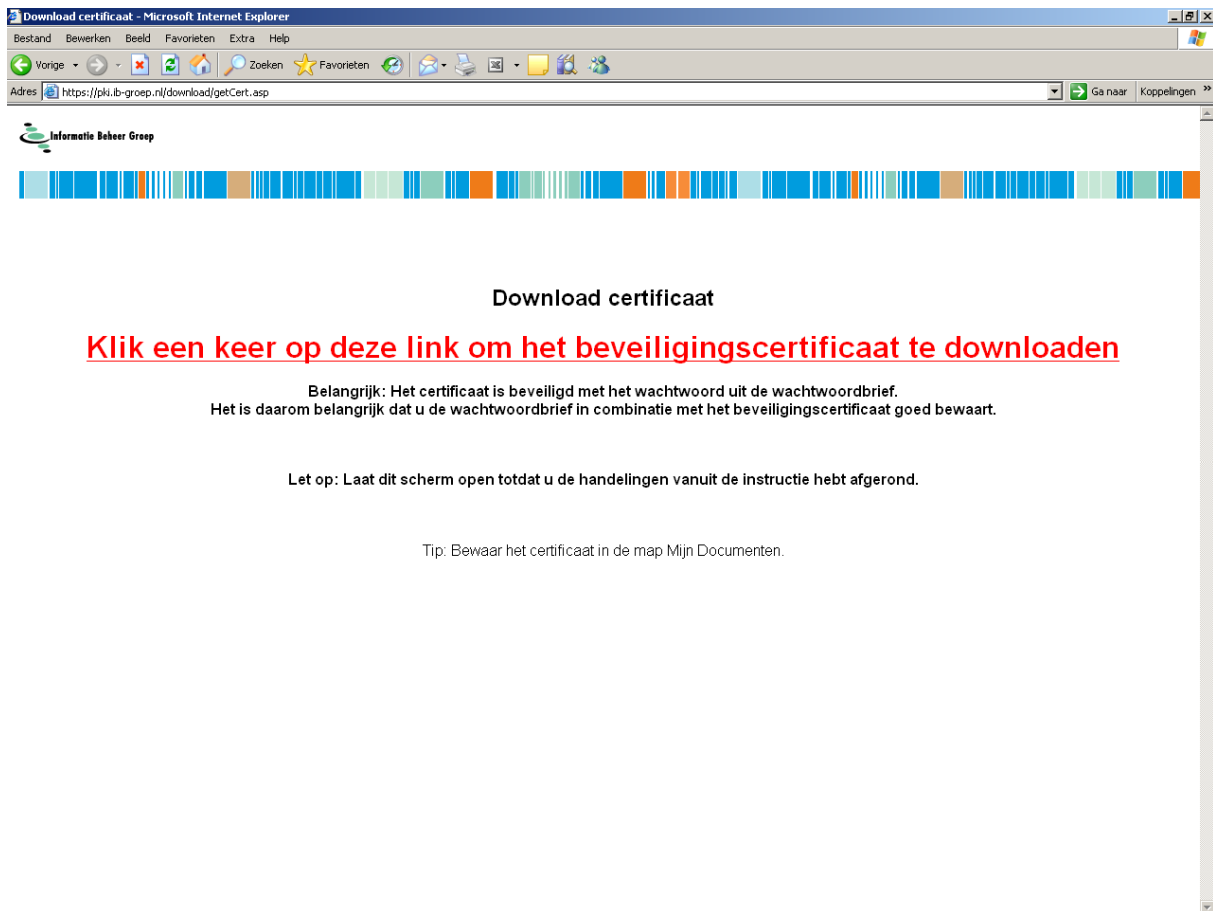 Download certificaat - Microsoft Internet Explorer
Bestand Bewerken Beeld Favorieten Extra Help
Vorige Zoeken Favorieten
Adres https://pki.ib-groep.nl/download/getCert.asp Ga naar Koppelingen »
Informatie Beheer Groep
Download certificaat
Klik een keer op deze link om het beveiligingscertificaat te downloaden
Belangrijk: Het certificaat is beveiligd met het wachtwoord uit de wachtwoordbrief.
Het is daarom belangrijk dat u de wachtwoordbrief in combinatie met het beveiligingscertificaat goed bewaart.
Let op: Laat dit scherm open totdat u de handelingen vanuit de instructie hebt afgerond.
Tip: Bewaar het certificaat in de map Mijn Documenten.